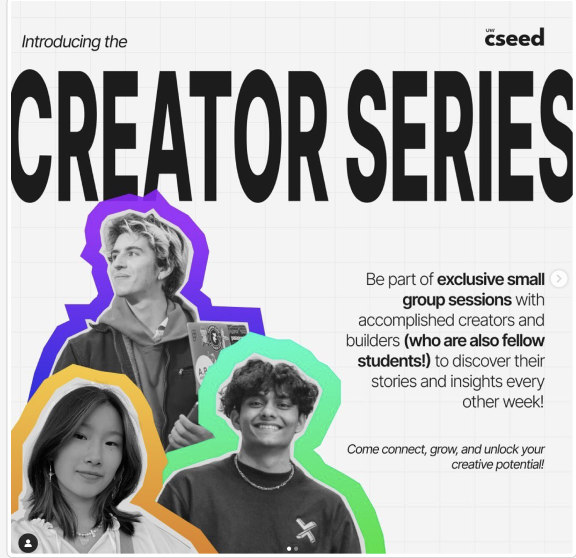 Introducing the
uw
cseed
CREATOR SERIES
Be part of exclusive small
group sessions with
accomplished creators and
builders (who are also fellow
students!) to discover their
stories and insights every
other week!
Come connect, grow, and unlock your
creative potential!